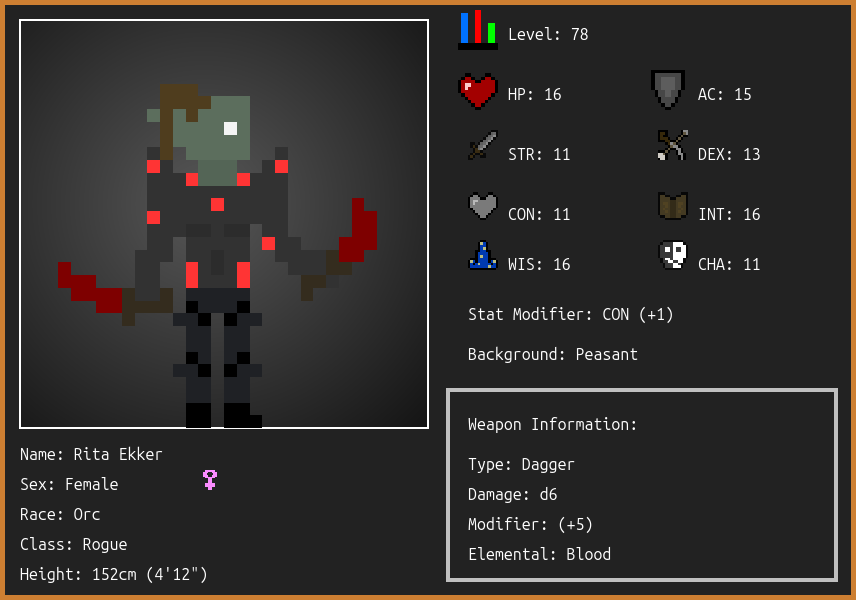 Level: 78
HP: 16
AC: 15
STR: 11
DEX: 13
CON: 11
INT: 16
WIS: 16
CHA: 11
Stat Modifier: CON (+1)
Background: Peasant
Weapon Information:
Type: Dagger
Damage: d6
Modifier: (+5)
Elemental: Blood
Name: Rita Ekker
Sex: Female
Race: Orc
Class: Rogue
Height: 152cm (4'12")